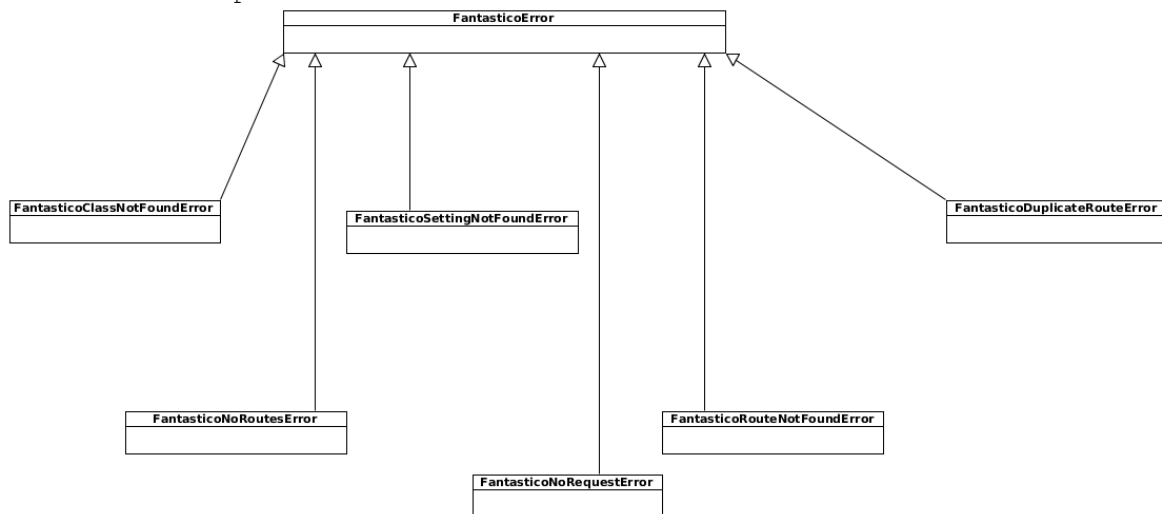 FantasticoError
FantasticoClassNotFoundError
FantasticoSettingNotFoundError
FantasticoDuplicateRouteError
FantasticoNoRoutesError
FantasticoRouteNotFoundError
FantasticoNoRequestError